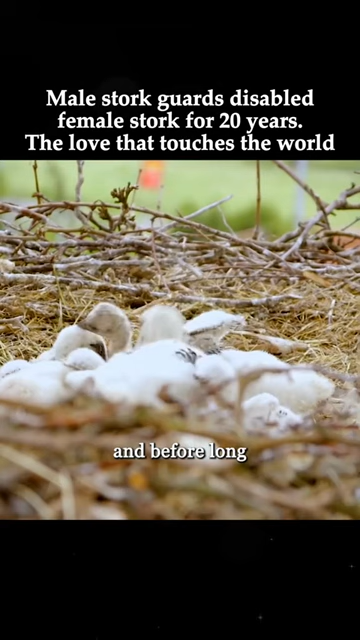 Male stork guards disabled
female stork for 20 years.
The love that touches the world
and before long